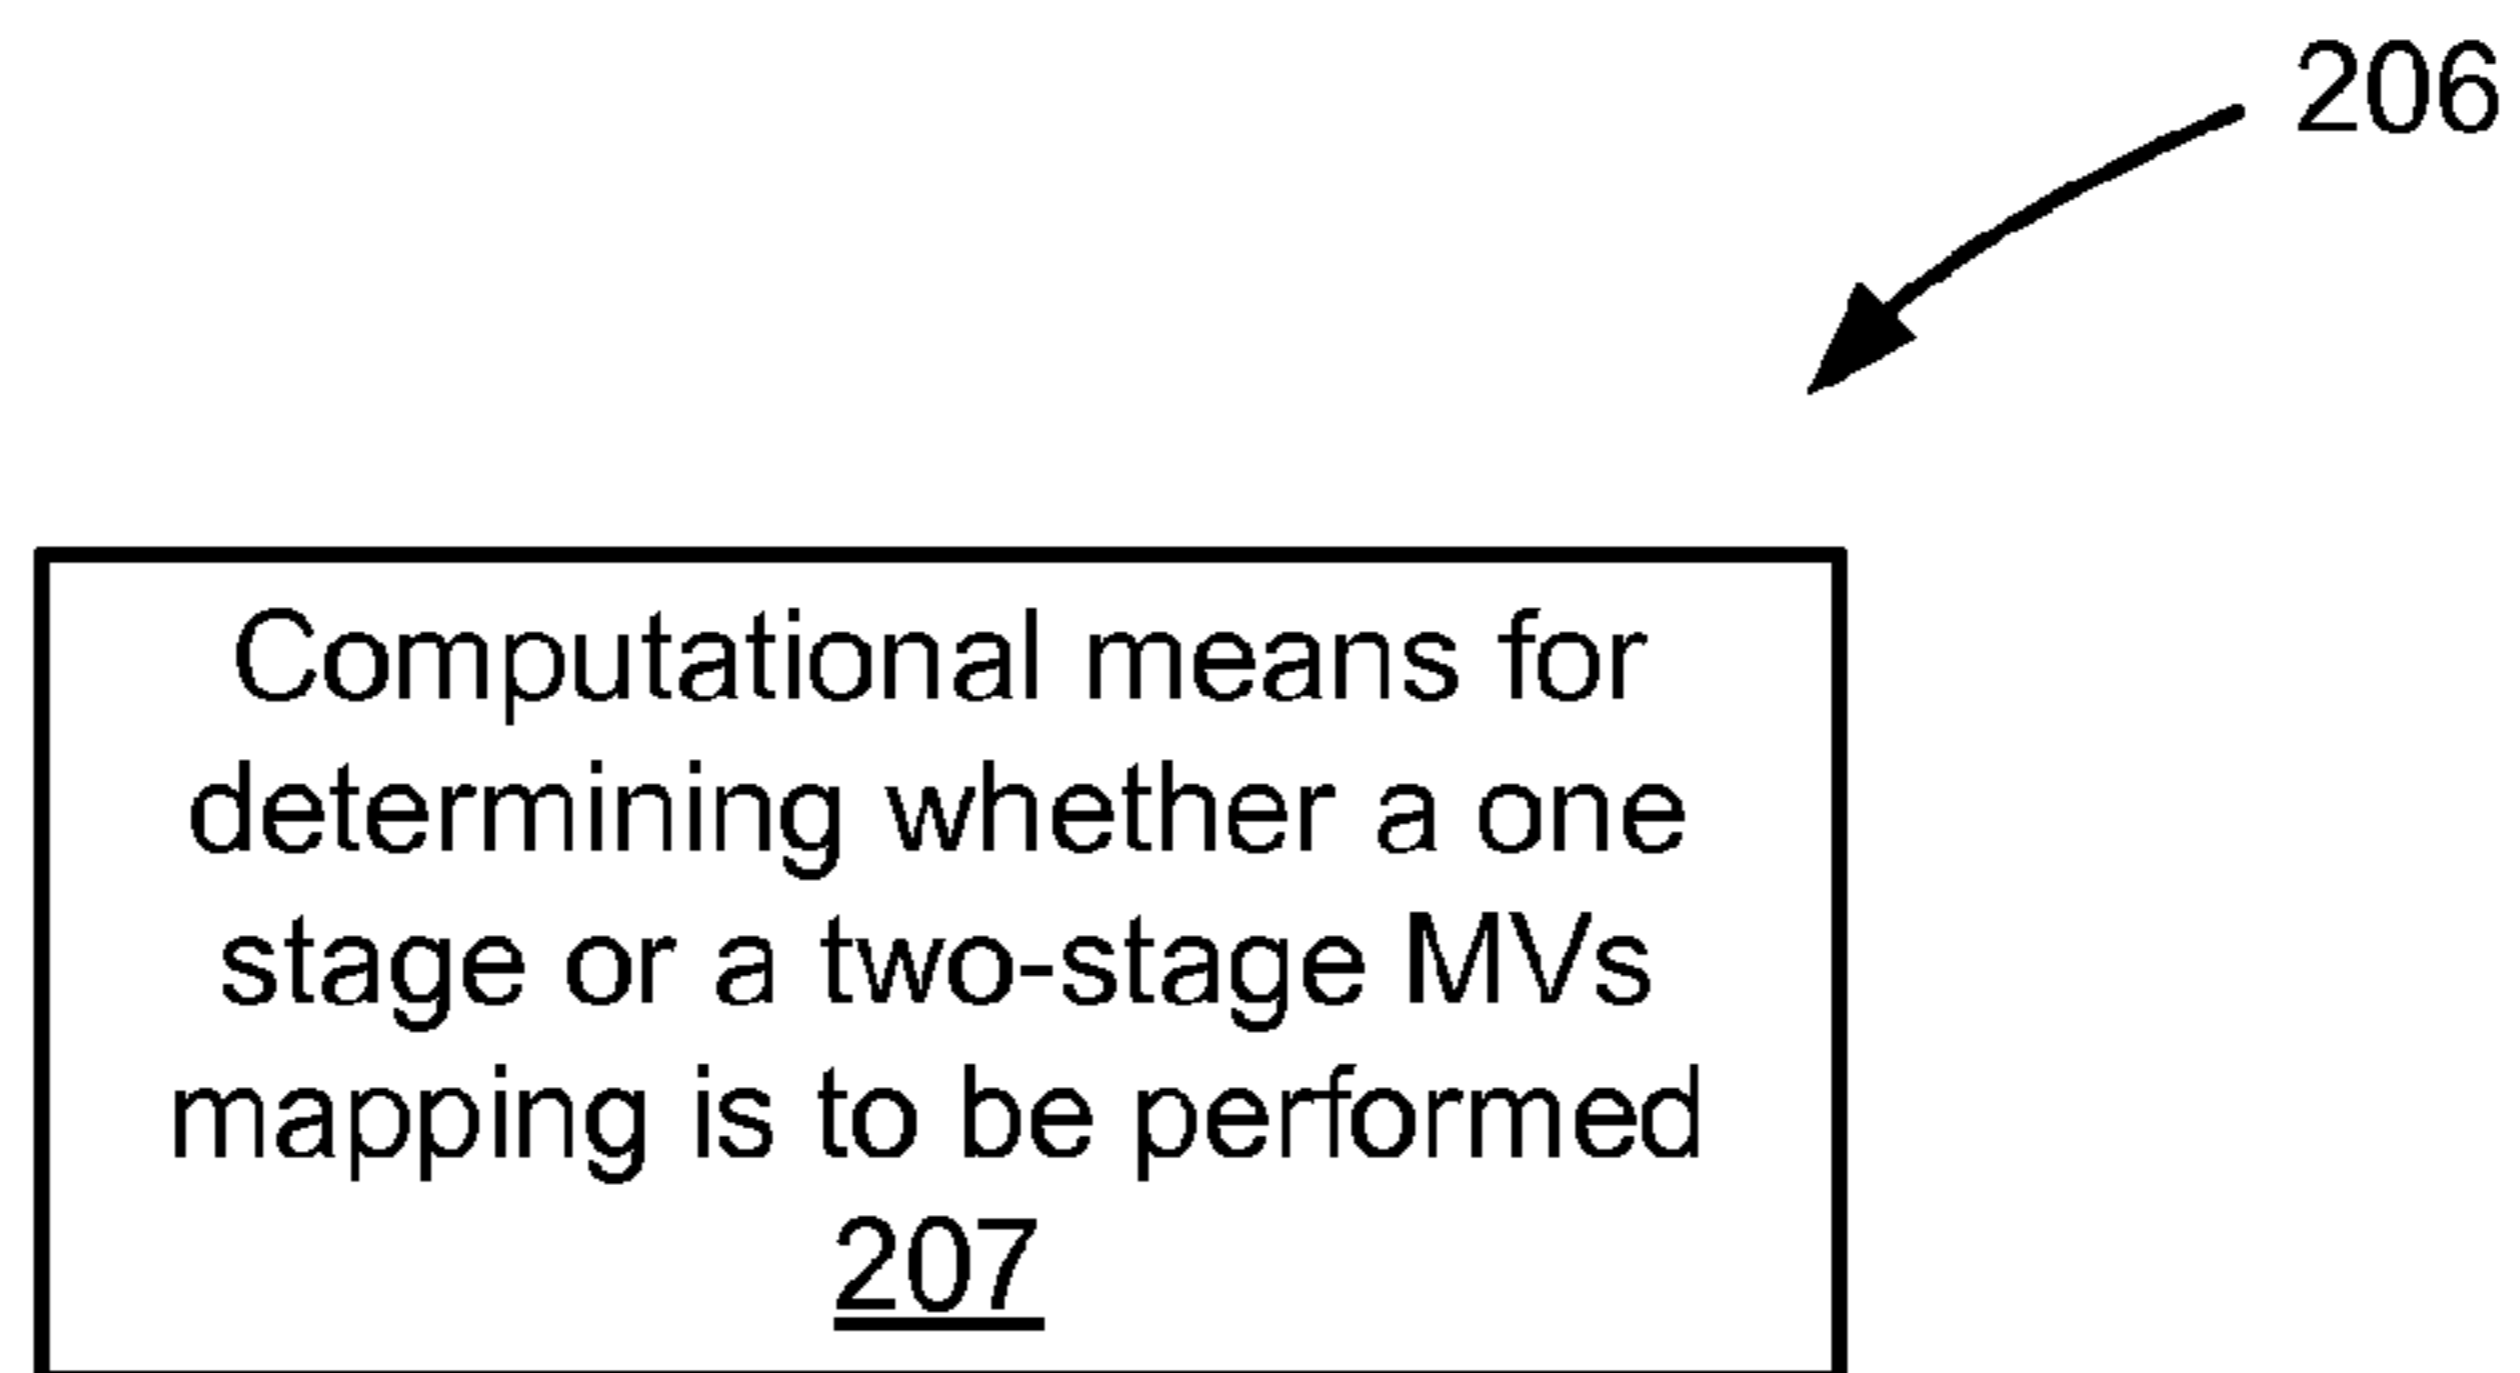 206
Computational means for
determining whether a one
stage or a two-stage MVs
mapping is to be performed
207